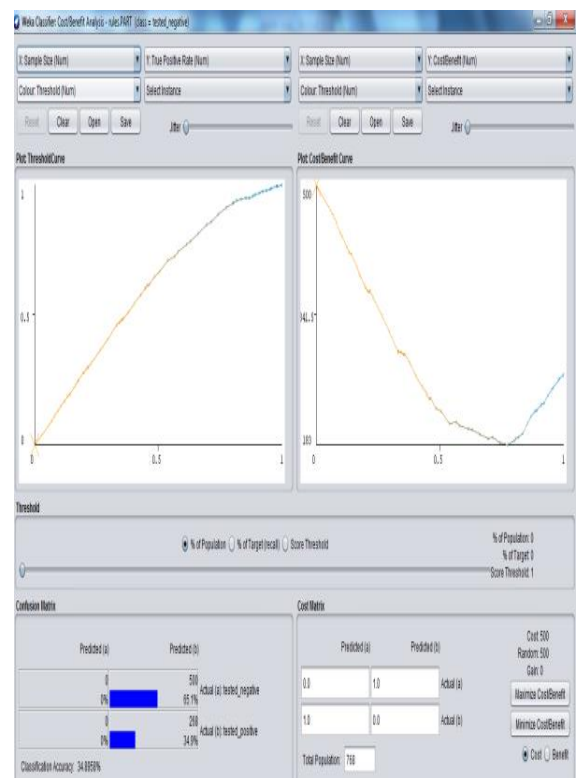 Weka Classifier: Cost/Benefit Analysis - rules.PART (class = tested_negative)
X: Sample Size (Num) Y: True Positive Rate (Num) X: Sample Size (Num) Y: Cost/Benefit (Num)
Colour: Threshold (Num) Select Instance Colour: Threshold (Num) Select Instance
Reset Clear Open Save Jitter Reset Clear Open Save Jitter
Plot: ThresholdCurve Plot: Cost/Benefit Curve
1 500
0.5 341.5
0
0 0.5 1 0 0.5 1
Threshold
% of Population % of Target (recall) Score Threshold
% of Population: 0
% of Target: 0
Score Threshold: 1
Confusion Matrix Cost Matrix
Predicted (a) Predicted (b) Predicted (a) Predicted (b)
Cost: 500
Random: 500
Gain: 0
0 500
0% 65.1% Actual (a): tested_negative
0 268
0% 34.9% Actual (b): tested_positive
0.0 1.0 Actual (a)
1.0 0.0 Actual (b)
Maximize Cost/Benefit
Minimize Cost/Benefit
Cost Benefit
Classification Accuracy: 34.8958% Total Population: 768